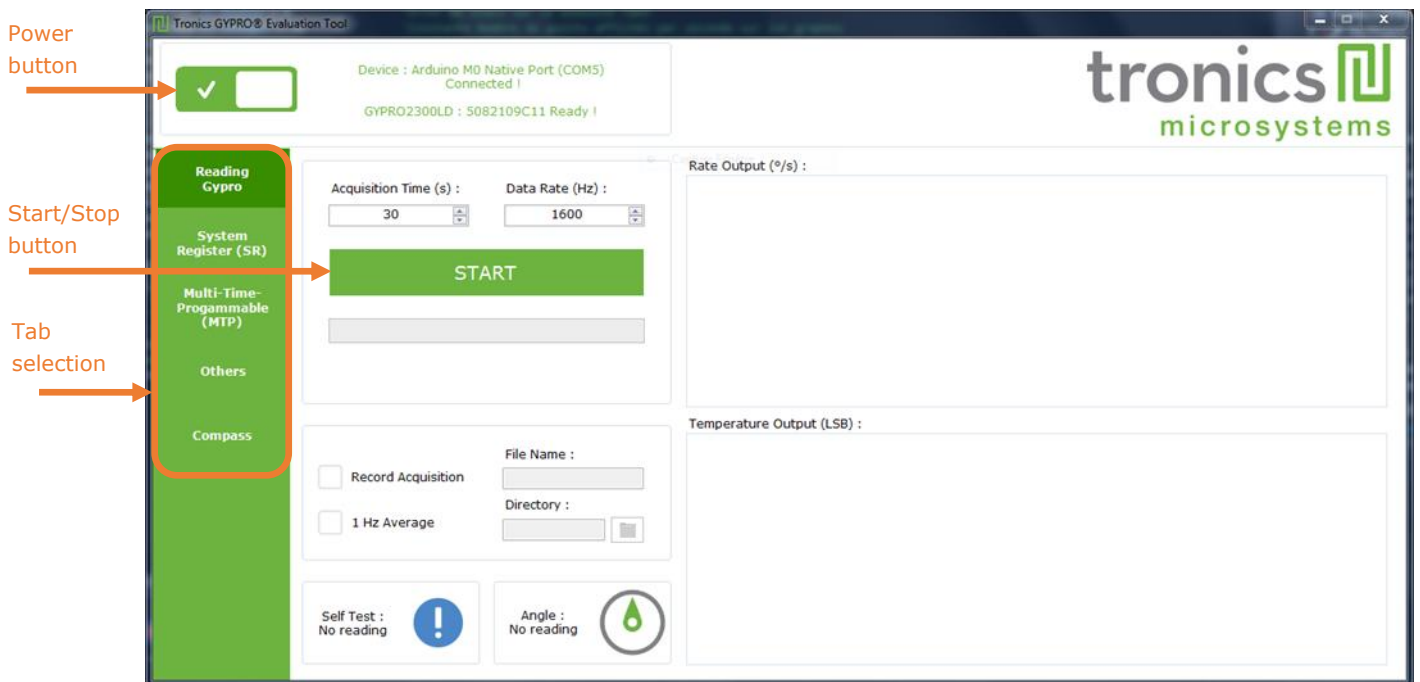 Power
button
Start/Stop
button
Tab
selection
Tronics GYPRO® Evaluation Tool
Device : Arduino M0 Native Port (COM5)
Connected !
GYPRO2300LD : 5082109C11 Ready !
tronics
microsystems
Reading
Gypro
System
Register (SR)
Multi-Time-
Progammable
(MTP)
Others
Compass
Acquisition Time (s) :
Data Rate (Hz) :
30
1600
START
Record Acquisition
File Name :
1 Hz Average
Directory :
Self Test :
No reading
Angle :
No reading
Rate Output (º/s) :
Temperature Output (LSB) :